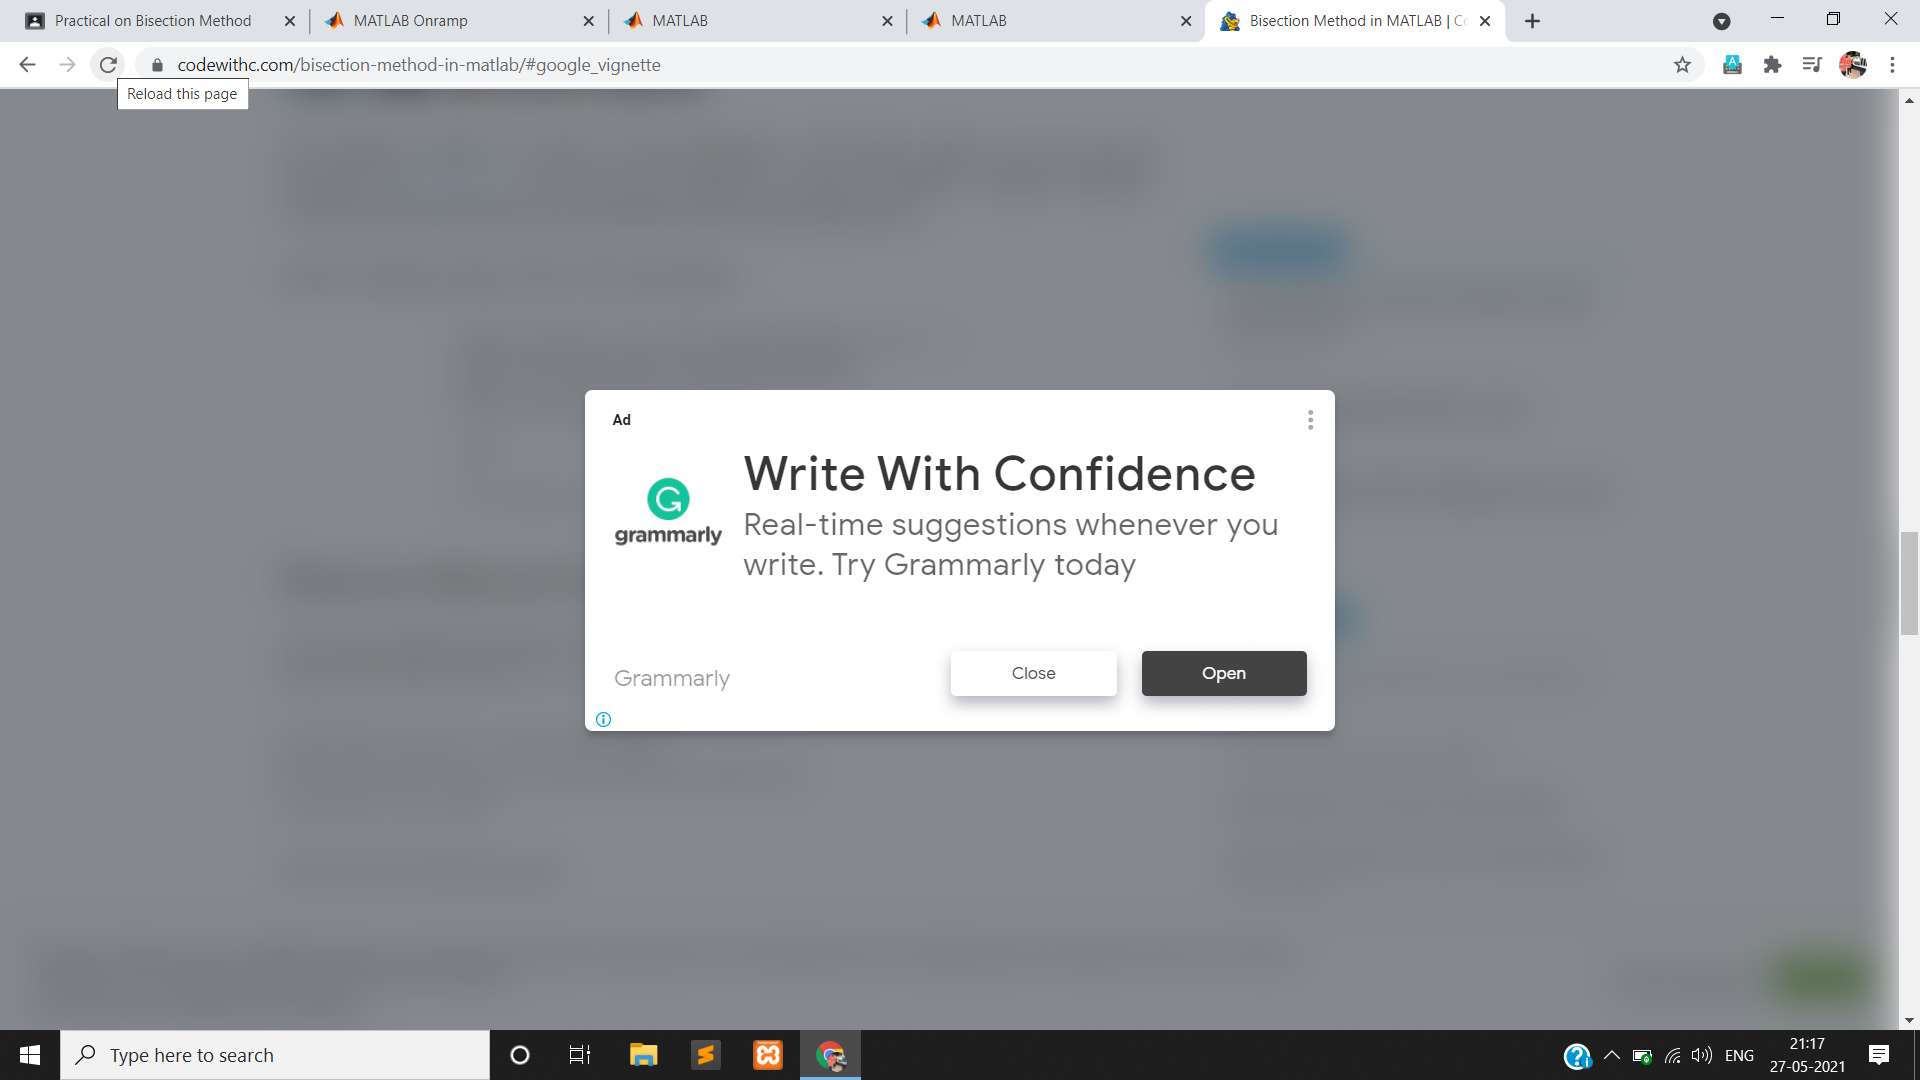 Practical on Bisection Method
MATLAB Onramp
MATLAB
MATLAB
Bisection Method in MATLAB | Co
codewithc.com/bisection-method-in-matlab/#google_vignette
Reload this page
Ad
Write With Confidence
Real-time suggestions whenever you
write. Try Grammarly today
grammarly
Grammarly
Close
Open
Type here to search
ENG
21:17
27-05-2021